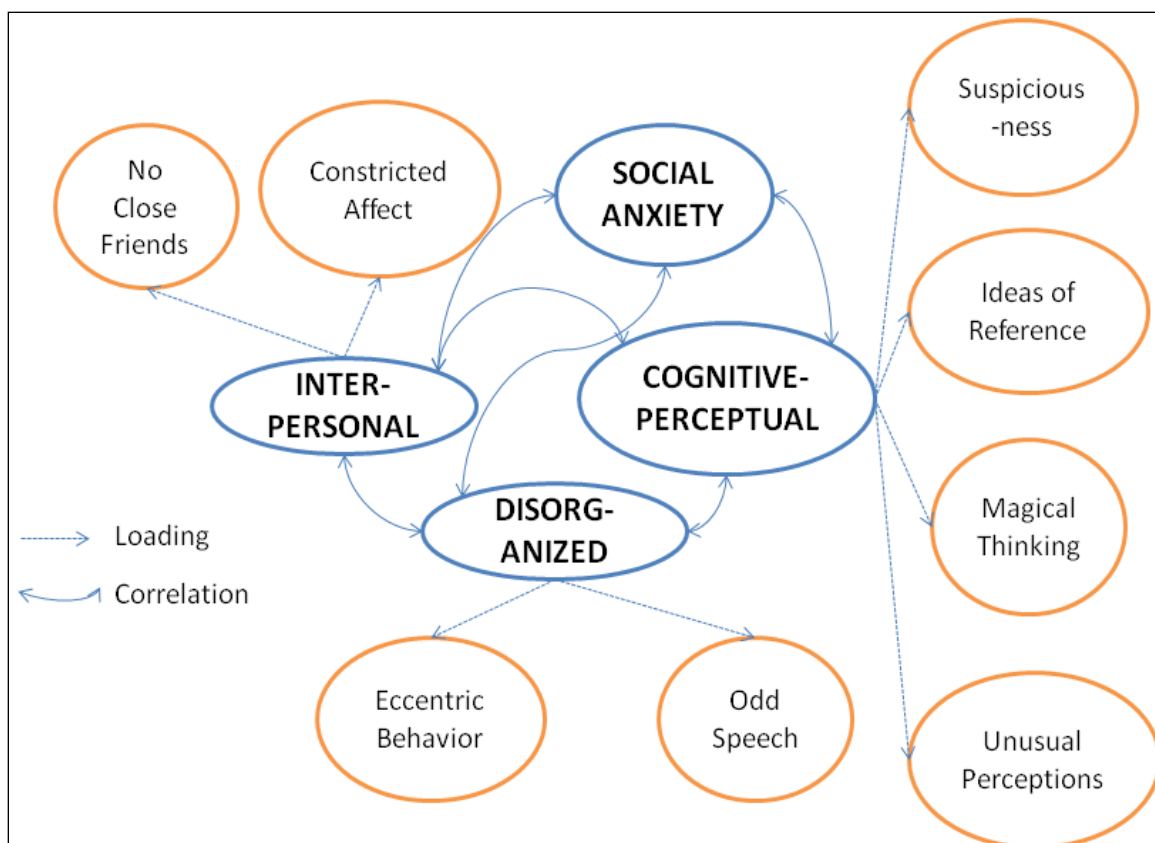 Suspicious
-ness
SOCIAL
ANXIETY
No
Close
Friends
Constricted
Affect
Ideas of
Reference
INTER-
PERSONAL
COGNITIVE-
PERCEPTUAL
DISORG-
ANIZED
Magical
Thinking
Loading
Correlation
Eccentric
Behavior
Odd
Speech
Unusual
Perceptions